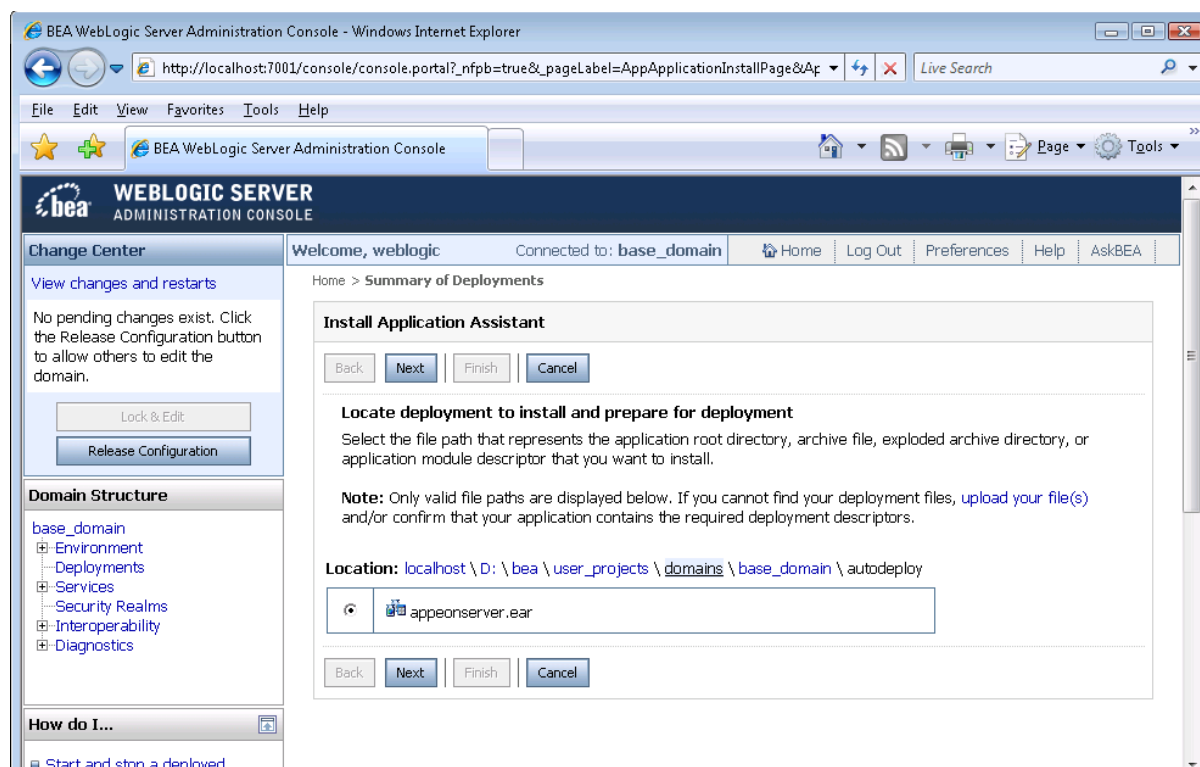 BEA WebLogic Server Administration Console - Windows Internet Explorer
http://localhost:7001/console/console.portal?_nfpb=true&_pageLabel=AppApplicationInstallPage&Ap
Live Search
File Edit View Favorites Tools Help
BEA WebLogic Server Administration Console
Page Tools
bea WEBLOGIC SERVER
ADMINISTRATION CONSOLE
Change Center
View changes and restarts
No pending changes exist. Click
the Release Configuration button
to allow others to edit the
domain.
Lock & Edit
Release Configuration
Domain Structure
base_domain
Environment
Deployments
Services
Security Realms
Interoperability
Diagnostics
How do I...
Start and stop a deployed
Welcome, weblogic Connected to: base_domain Home Log Out Preferences Help AskBEA
Home > Summary of Deployments
Install Application Assistant
Back Next Finish Cancel
Locate deployment to install and prepare for deployment
Select the file path that represents the application root directory, archive file, exploded archive directory, or
application module descriptor that you want to install.
Note: Only valid file paths are displayed below. If you cannot find your deployment files, upload your file(s)
and/or confirm that your application contains the required deployment descriptors.
Location: localhost \ D: \ bea \ user_projects \ domains \ base_domain \ autodeploy
appeonserver.ear
Back Next Finish Cancel